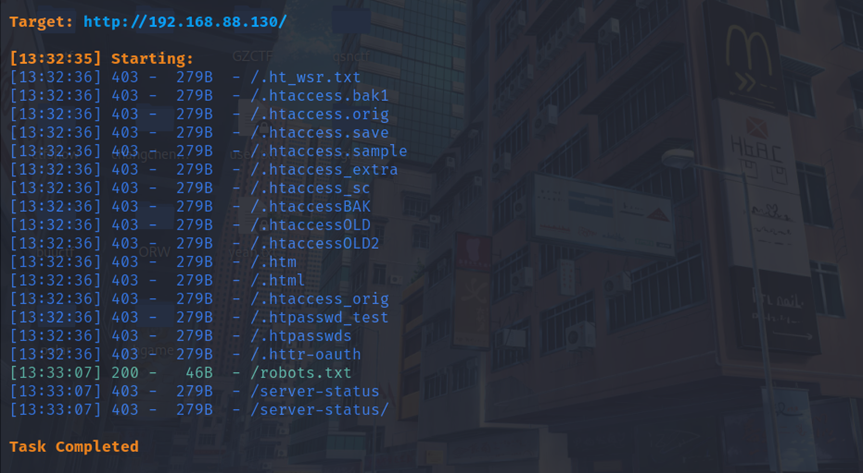 Target: http://192.168.88.130/
[13:32:35] Starting:
[13:32:36] 403 -  279B  - /.ht_wsr.txt
[13:32:36] 403 -  279B  - /.htaccess.bak1
[13:32:36] 403 -  279B  - /.htaccess.orig
[13:32:36] 403 -  279B  - /.htaccess.save
[13:32:36] 403 -  279B  - /.htaccess.sample
[13:32:36] 403 -  279B  - /.htaccess_extra
[13:32:36] 403 -  279B  - /.htaccess_sc
[13:32:36] 403 -  279B  - /.htaccessBAK
[13:32:36] 403 -  279B  - /.htaccessOLD
[13:32:36] 403 -  279B  - /.htaccessOLD2
[13:32:36] 403 -  279B  - /.htm
[13:32:36] 403 -  279B  - /.html
[13:32:36] 403 -  279B  - /.htaccess_orig
[13:32:36] 403 -  279B  - /.htpasswd_test
[13:32:36] 403 -  279B  - /.htpasswds
[13:32:36] 403 -  279B  - /.httr-oauth
[13:33:07] 200 -   46B  - /robots.txt
[13:33:07] 403 -  279B  - /server-status
[13:33:07] 403 -  279B  - /server-status/
Task Completed